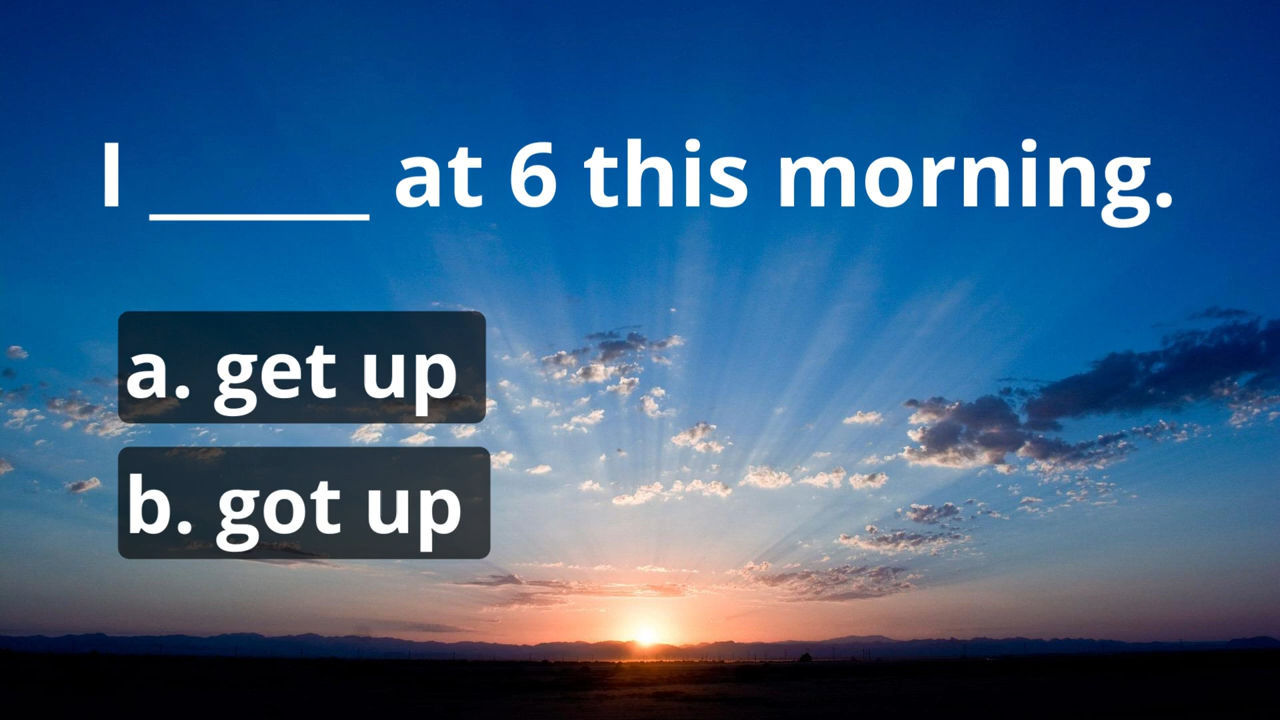 I ______ at 6 this morning.
a. get up
b. got up